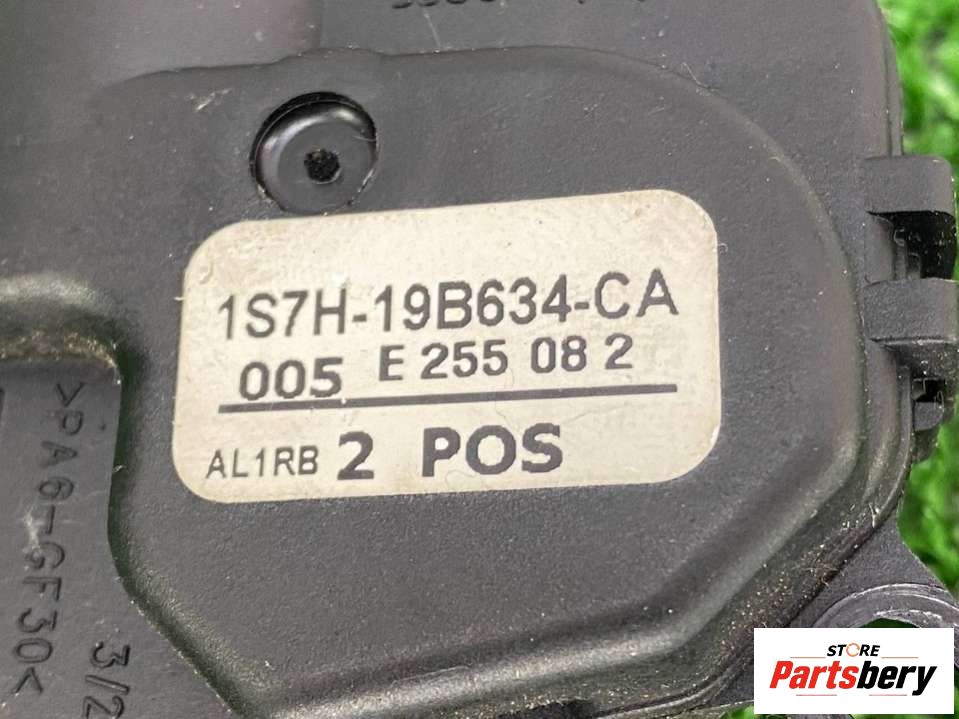 1S7H-19B634-CA
005 E 255 08 2
AL1RB 2 POS
>PA6-GF30<
3/2
STORE
Partsbery